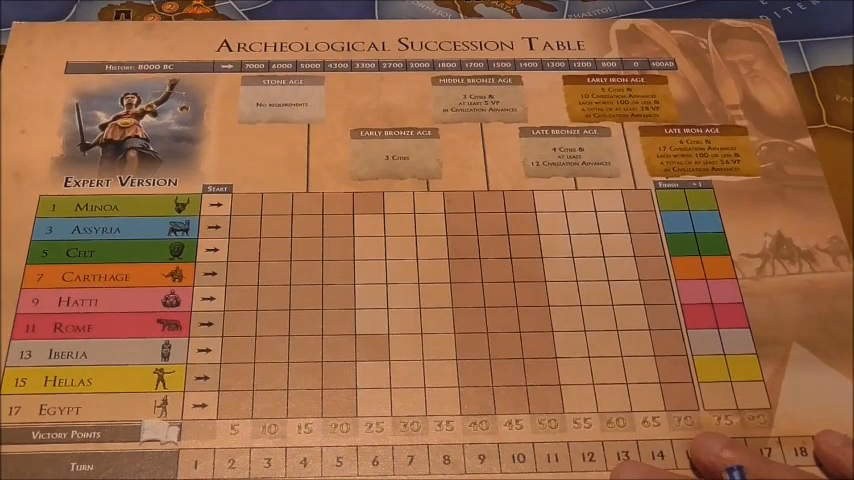 ARCHEOLOGICAL SUCCESSION TABLE
HISTORY: 8000 BC 7000 6000 5000 4300 3300 2700 2000 1800 1700 1500 1400 1300 1200 800 0 400AD
STONE AGE
NO REQUIREMENTS
MIDDLE BRONZE AGE
3 CITIES &
AT LEAST 5 VP
IN CIVILIZATION ADVANCES
EARLY IRON AGE
5 CITIES &
10 CIVILIZATION ADVANCES
EACH WORTH 100 OR LESS &
A TOTAL OF AT LEAST 38 VP
IN CIVILIZATION ADVANCES
EARLY BRONZE AGE
3 CITIES
LATE BRONZE AGE
4 CITIES &
AT LEAST
12 CIVILIZATION ADVANCES
LATE IRON AGE
6 CITIES &
17 CIVILIZATION ADVANCES
EACH WORTH 100 OR LESS &
A TOTAL OF AT LEAST 56 VP
IN CIVILIZATION ADVANCES
EXPERT VERSION
START
FINISH +1
1 MINOA
3 ASSYRIA
5 CELT
7 CARTHAGE
9 HATTI
11 ROME
13 IBERIA
15 HELLAS
17 EGYPT
VICTORY POINTS 5 10 15 20 25 30 35 40 45 50 55 60 65 70 75
TURN 1 2 3 4 5 6 7 8 9 10 11 12 13 14 17 18